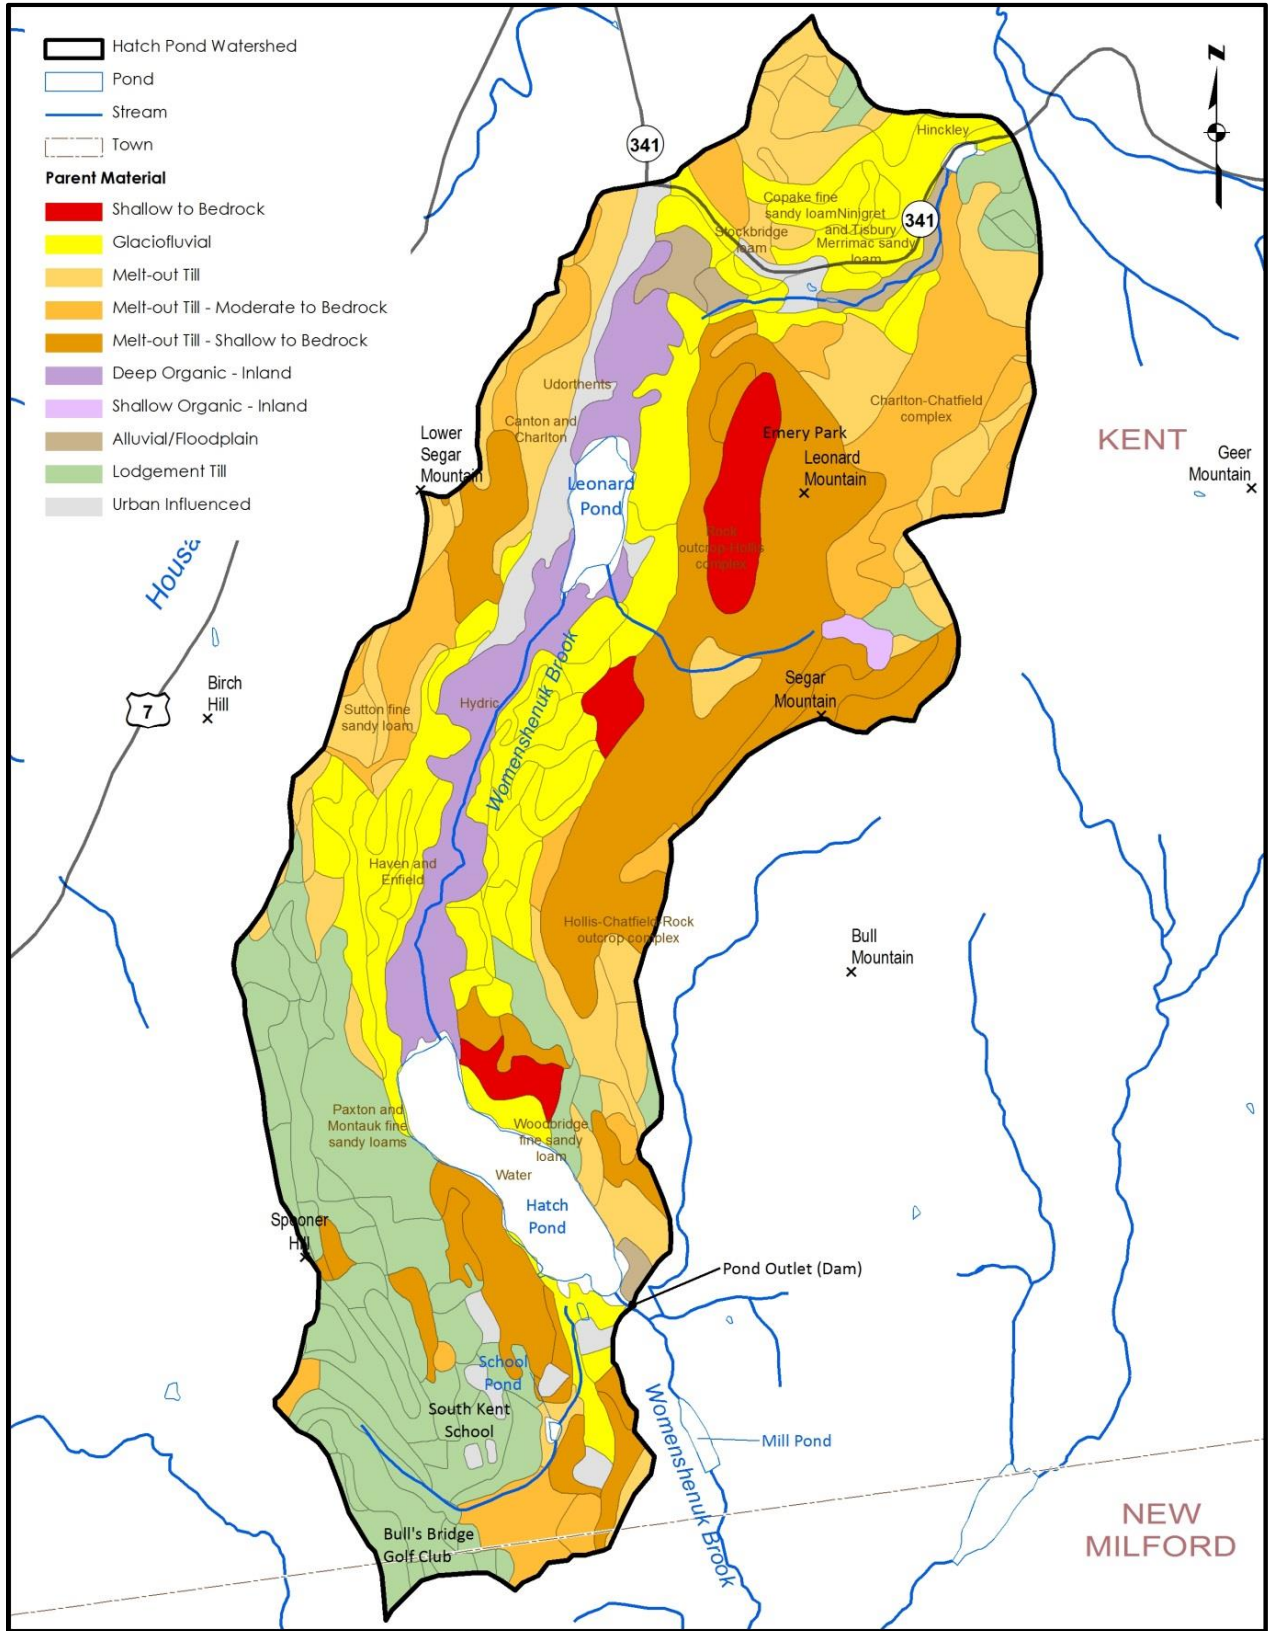 Hatch Pond Watershed
Pond
Stream
Town
Parent Material
Shallow to Bedrock
Glaciofluvial
Melt-out Till
Melt-out Till - Moderate to Bedrock
Melt-out Till - Shallow to Bedrock
Deep Organic - Inland
Shallow Organic - Inland
Alluvial/Floodplain
Lodgement Till
Urban Influenced
N
341
Hinckley
Copake fine
sandy loam
Ninigret
and Tisbury
341
Stockbridge
loam
Merrimac sandy
loam
Udorthents
Canton and
Charlton
Charlton-Chatfield
complex
Lower
Segar
Mountain
Emery Park
Leonard
Mountain
KENT
Geer
Mountain
Leonard
Pond
Rock
outcrop-Hollis
complex
Housa
Womenshenuk Brook
Birch
Hill
7
Segar
Mountain
Sutton fine
sandy loam
Hydric
Haven and
Enfield
Hollis-Chatfield-Rock
outcrop complex
Bull
Mountain
Paxton and
Montauk fine
sandy loams
Woodbridge
fine sandy
loam
Water
Hatch
Pond
Spooner
Hill
Pond Outlet (Dam)
School
Pond
South Kent
School
Womenshenuk Brook
Mill Pond
Bull's Bridge
Golf Club
NEW
MILFORD